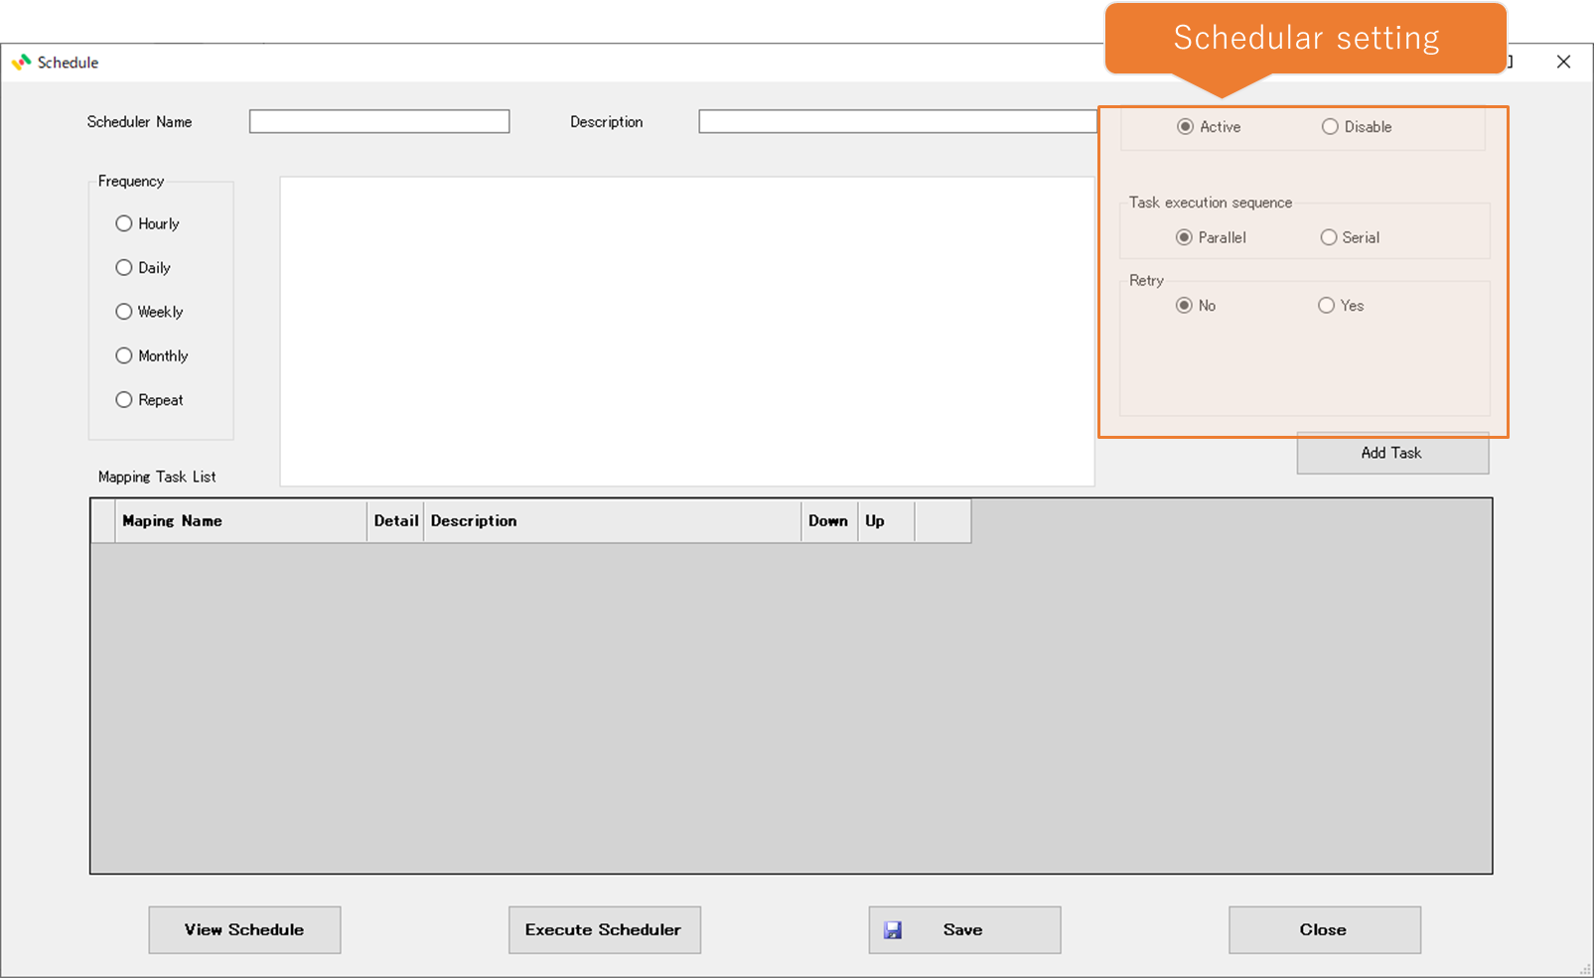 Schedular setting
Schedule
Scheduler Name
Description
Active
Disable
Frequency
Hourly
Daily
Weekly
Monthly
Repeat
Task execution sequence
Parallel
Serial
Retry
No
Yes
Add Task
Mapping Task List
Maping Name
Detail
Description
Down
Up
View Schedule
Execute Scheduler
Save
Close